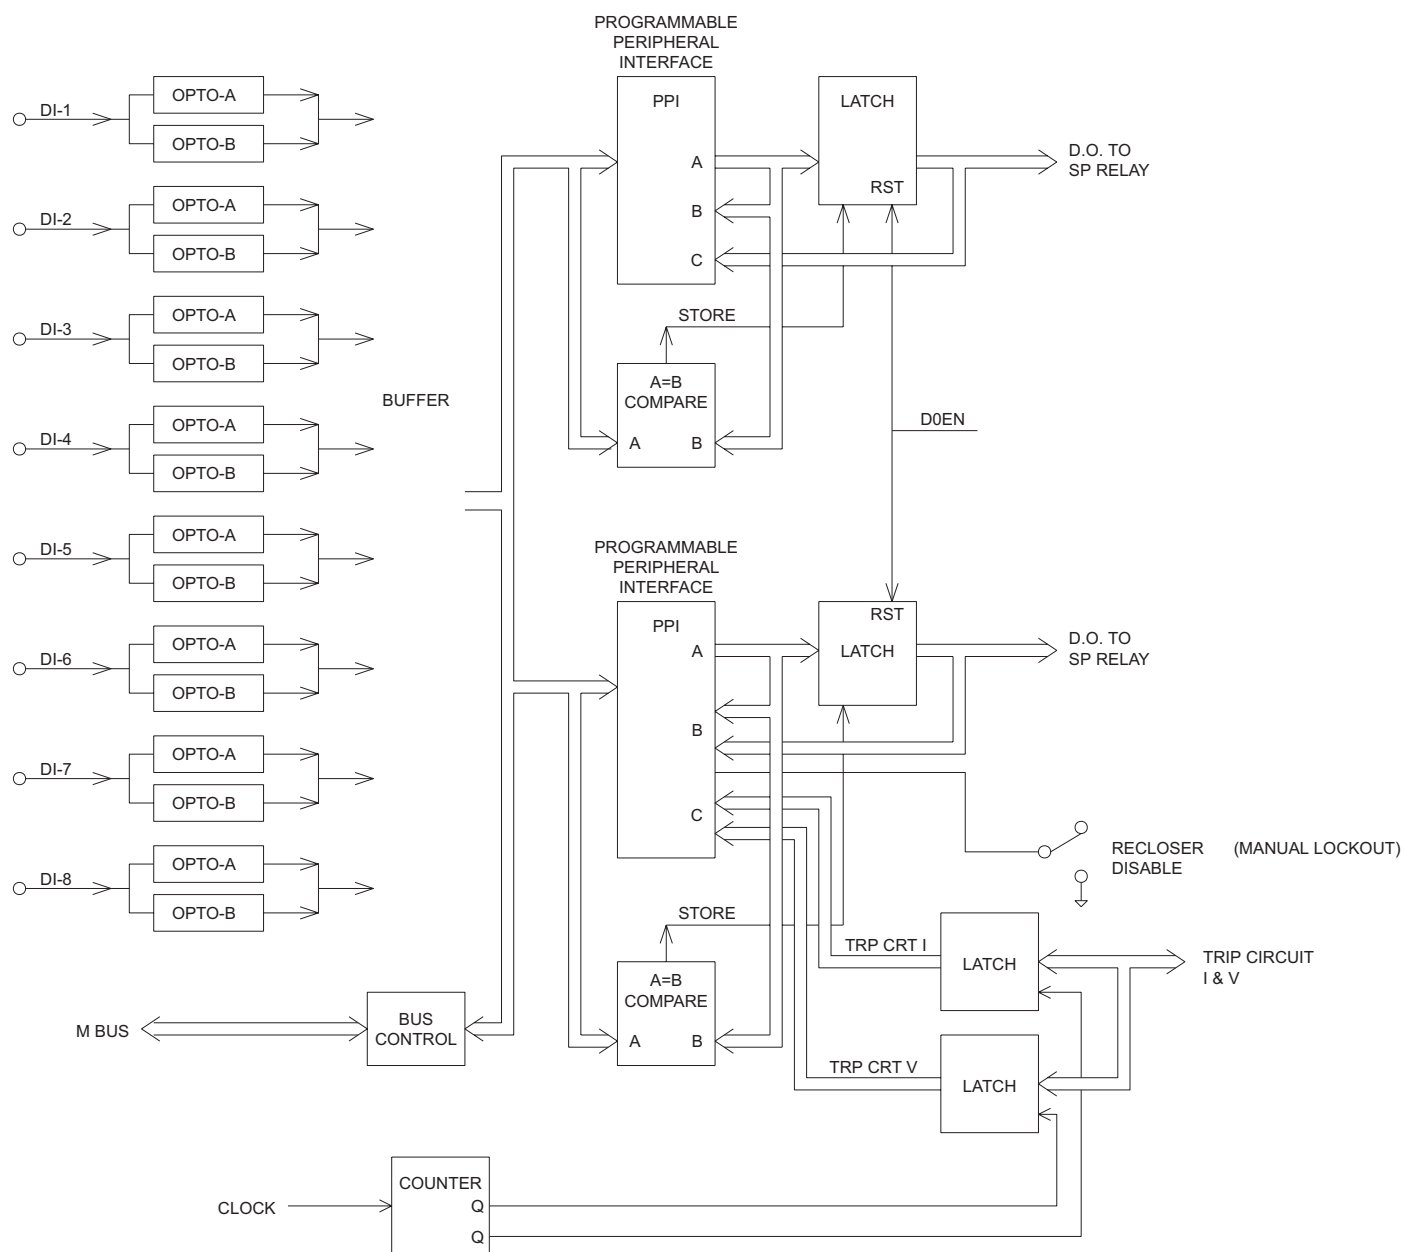 PROGRAMMABLE
PERIPHERAL
INTERFACE
PPI
A
B
C
LATCH
RST
D.O. TO
SP RELAY
DI-1
OPTO-A
OPTO-B
DI-2
OPTO-A
OPTO-B
DI-3
OPTO-A
OPTO-B
DI-4
OPTO-A
OPTO-B
DI-5
OPTO-A
OPTO-B
DI-6
OPTO-A
OPTO-B
DI-7
OPTO-A
OPTO-B
DI-8
OPTO-A
OPTO-B
BUFFER
STORE
A=B
COMPARE
A
B
D0EN
PROGRAMMABLE
PERIPHERAL
INTERFACE
PPI
A
B
C
RST
LATCH
D.O. TO
SP RELAY
RECLOSER (MANUAL LOCKOUT)
DISABLE
STORE
A=B
COMPARE
A
B
TRP CRT I
LATCH
TRIP CIRCUIT
I & V
TRP CRT V
LATCH
M BUS
BUS
CONTROL
CLOCK
COUNTER
Q
Q